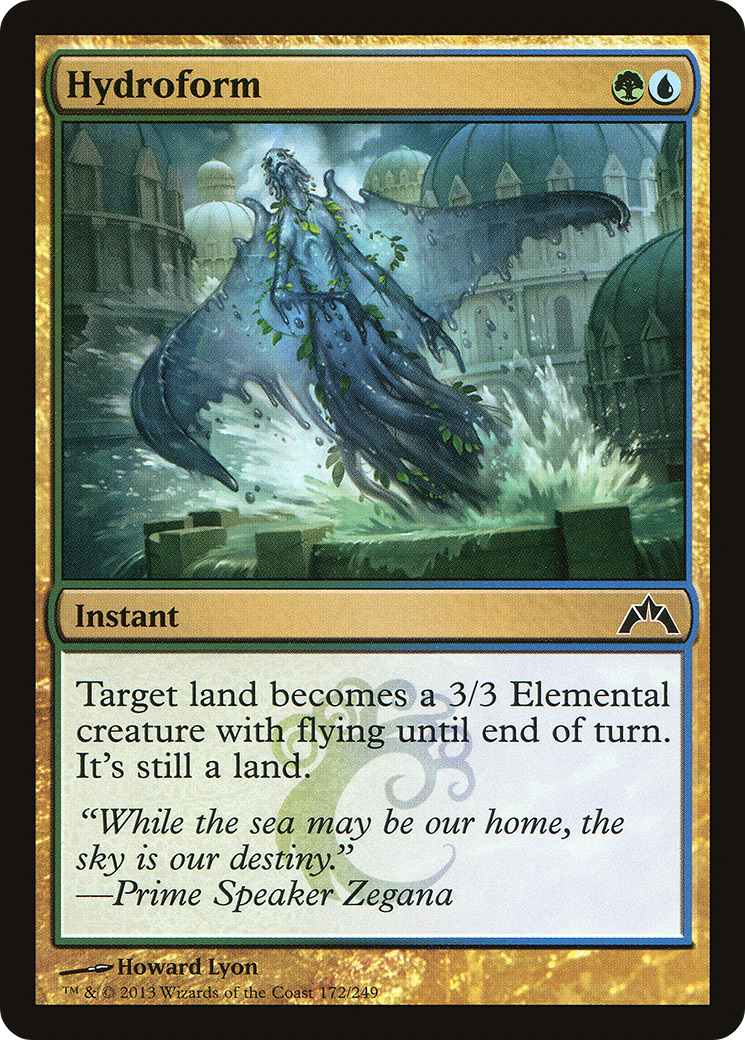 Hydroform
Instant
Target land becomes a 3/3 Elemental
creature with flying until end of turn.
It's still a land.
“While the sea may be our home, the
sky is our destiny.”
—Prime Speaker Zegana
Howard Lyon
™ & © 2013 Wizards of the Coast 172/249